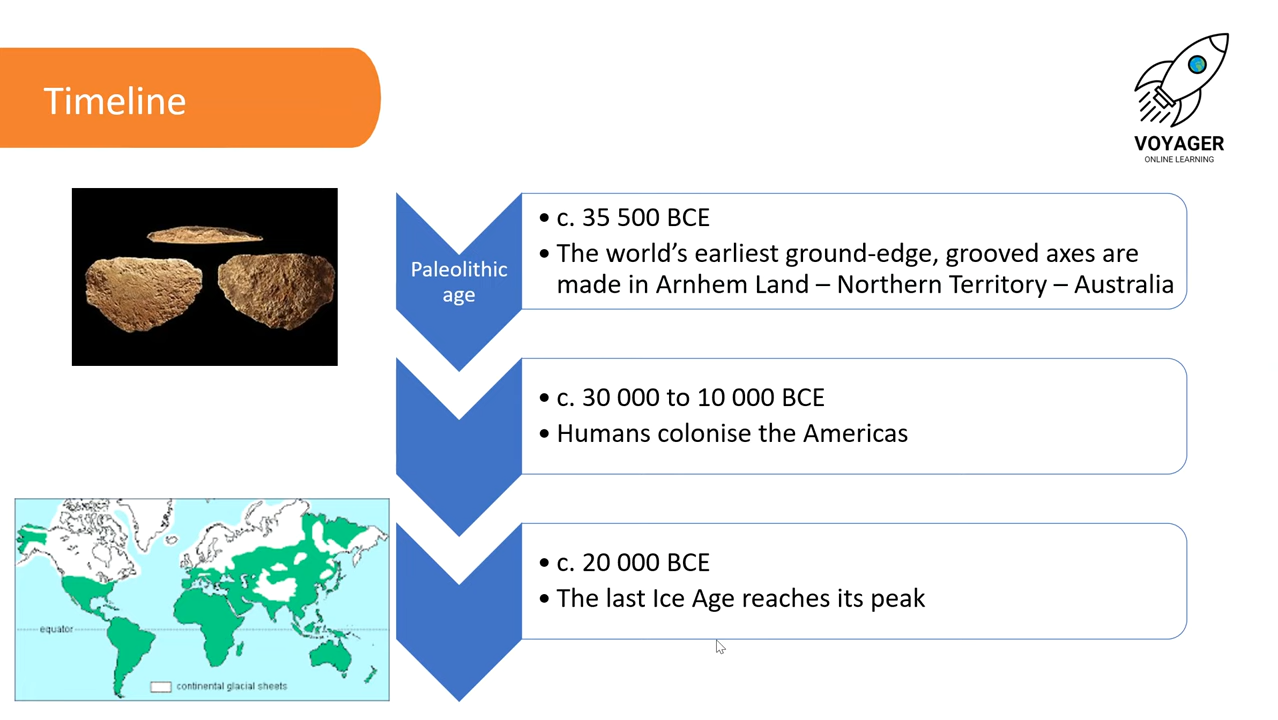 Timeline
VOYAGER
ONLINE LEARNING
Paleolithic
age
• c. 35 500 BCE
• The world’s earliest ground-edge, grooved axes are
made in Arnhem Land – Northern Territory – Australia
• c. 30 000 to 10 000 BCE
• Humans colonise the Americas
• c. 20 000 BCE
• The last Ice Age reaches its peak
equator
continental glacial sheets